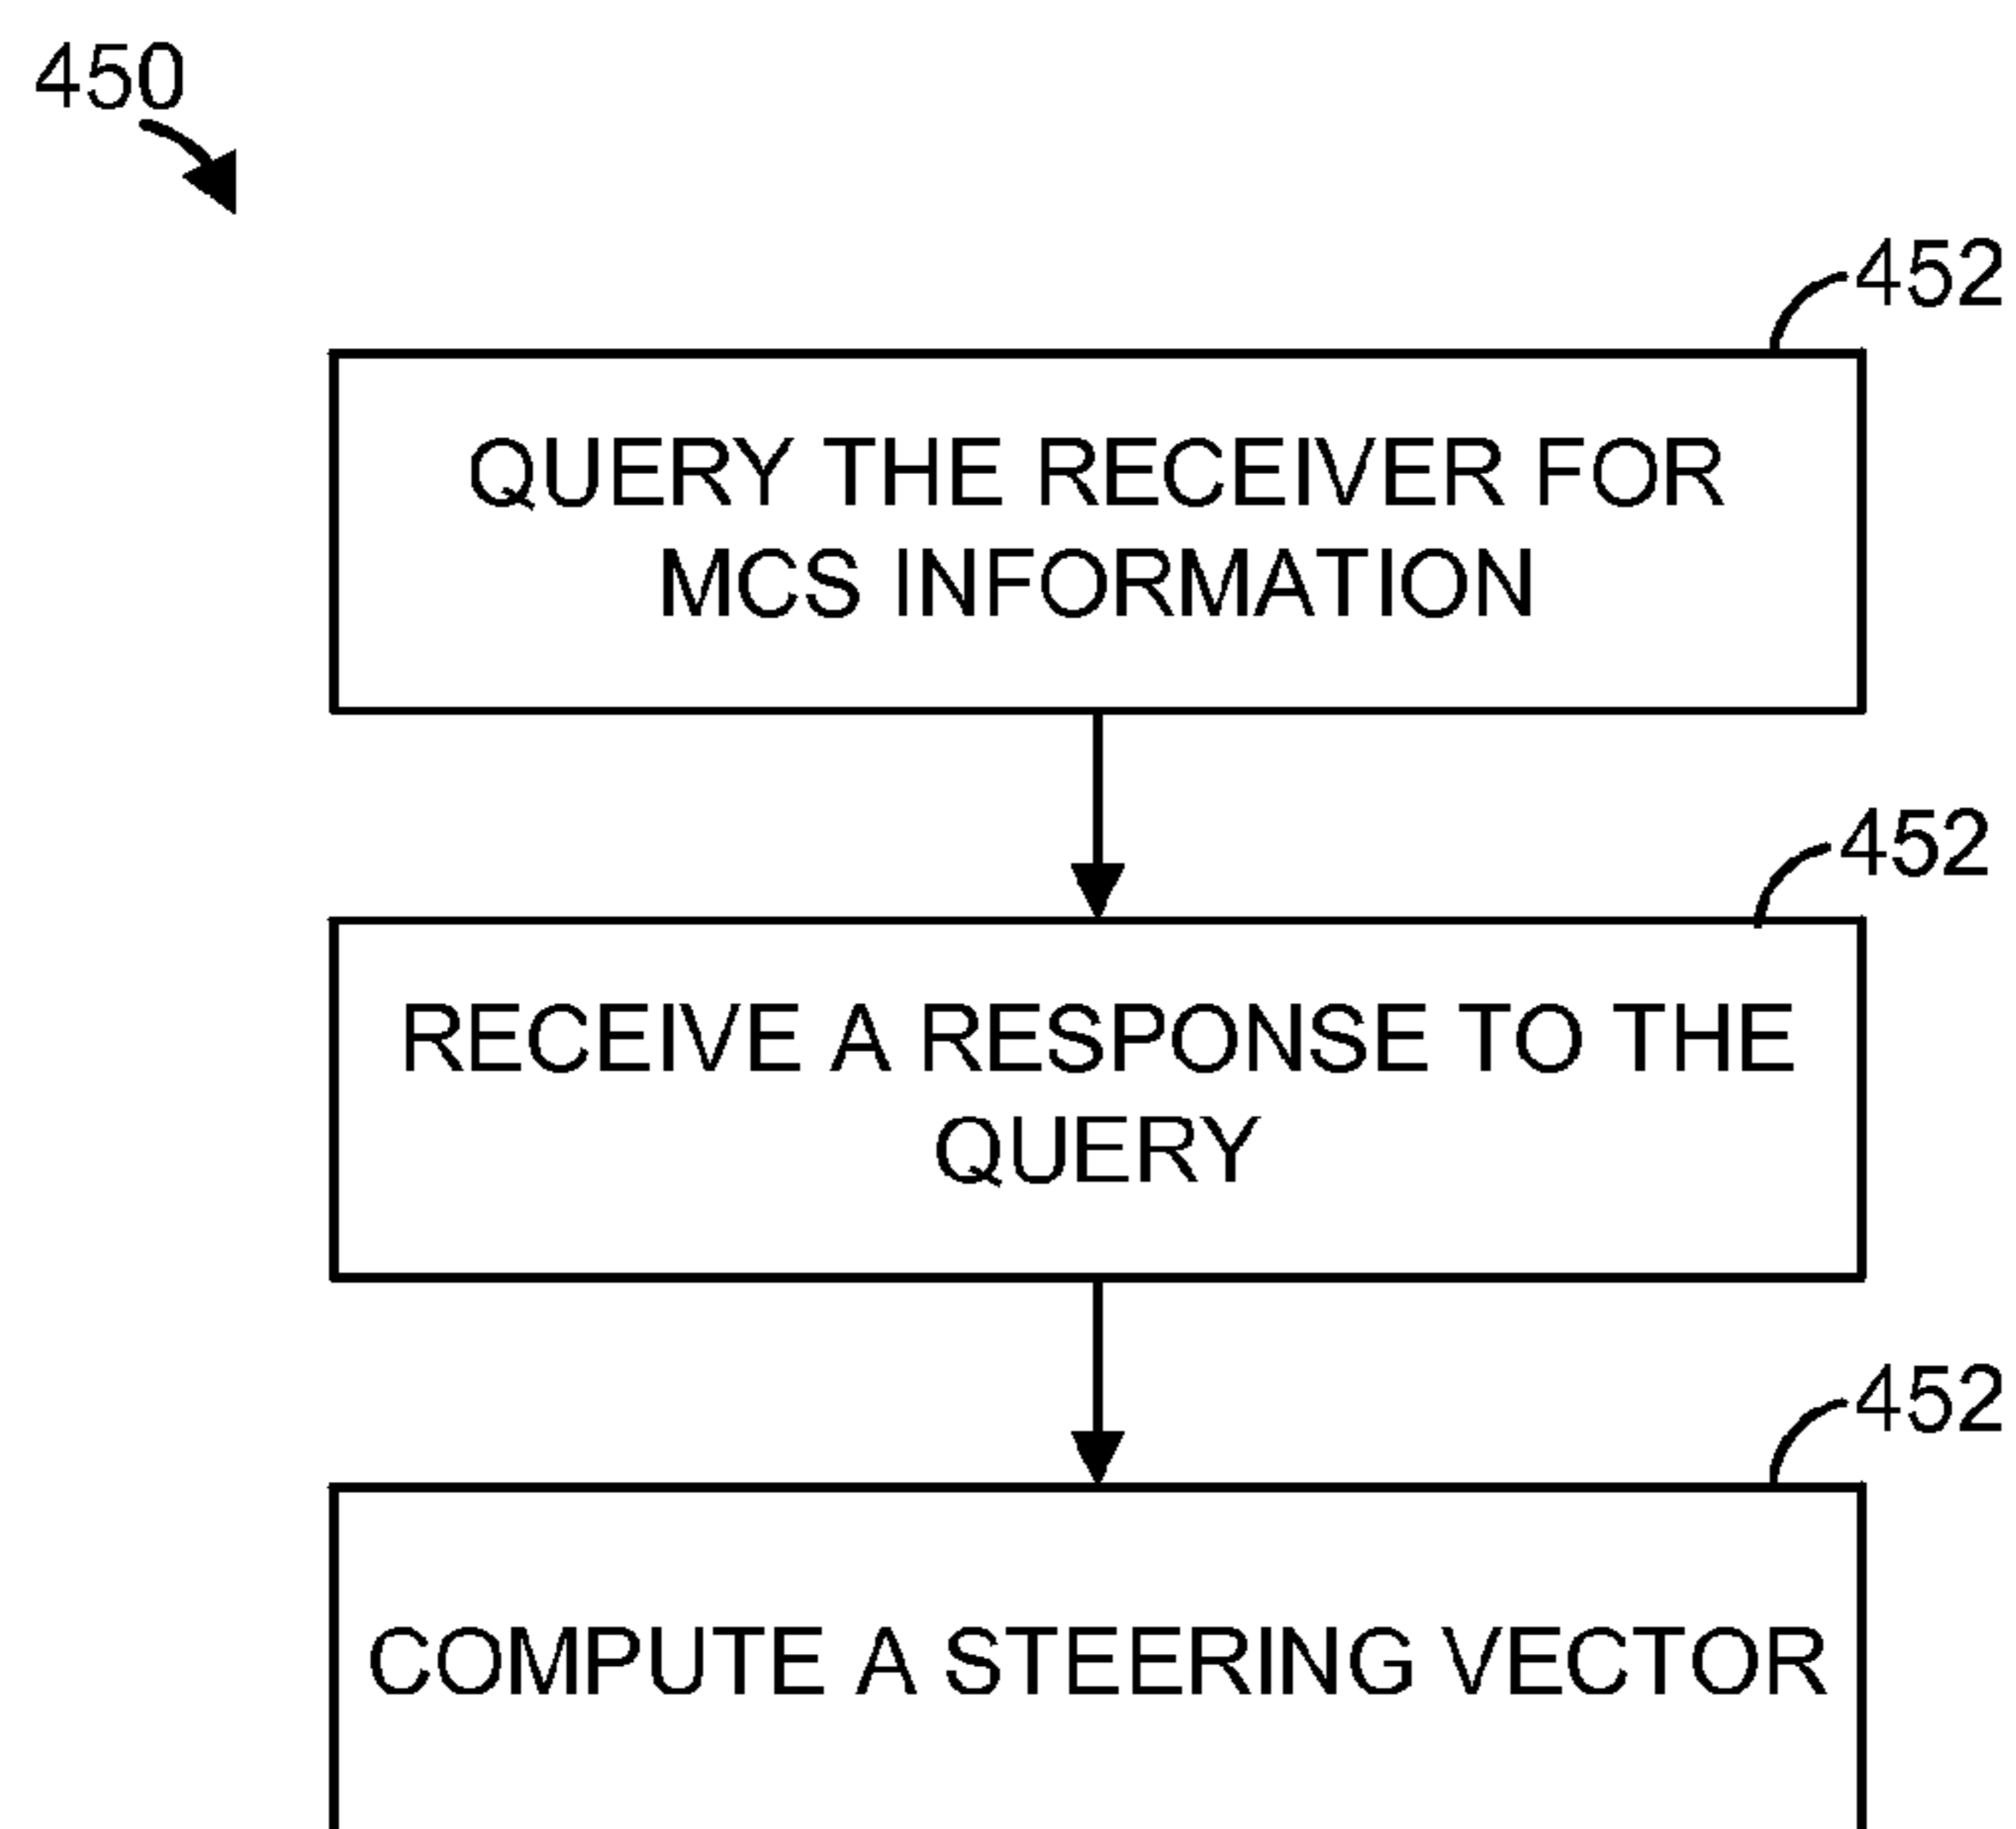 450
452
QUERY THE RECEIVER FOR
MCS INFORMATION
452
RECEIVE A RESPONSE TO THE
QUERY
452
COMPUTE A STEERING VECTOR